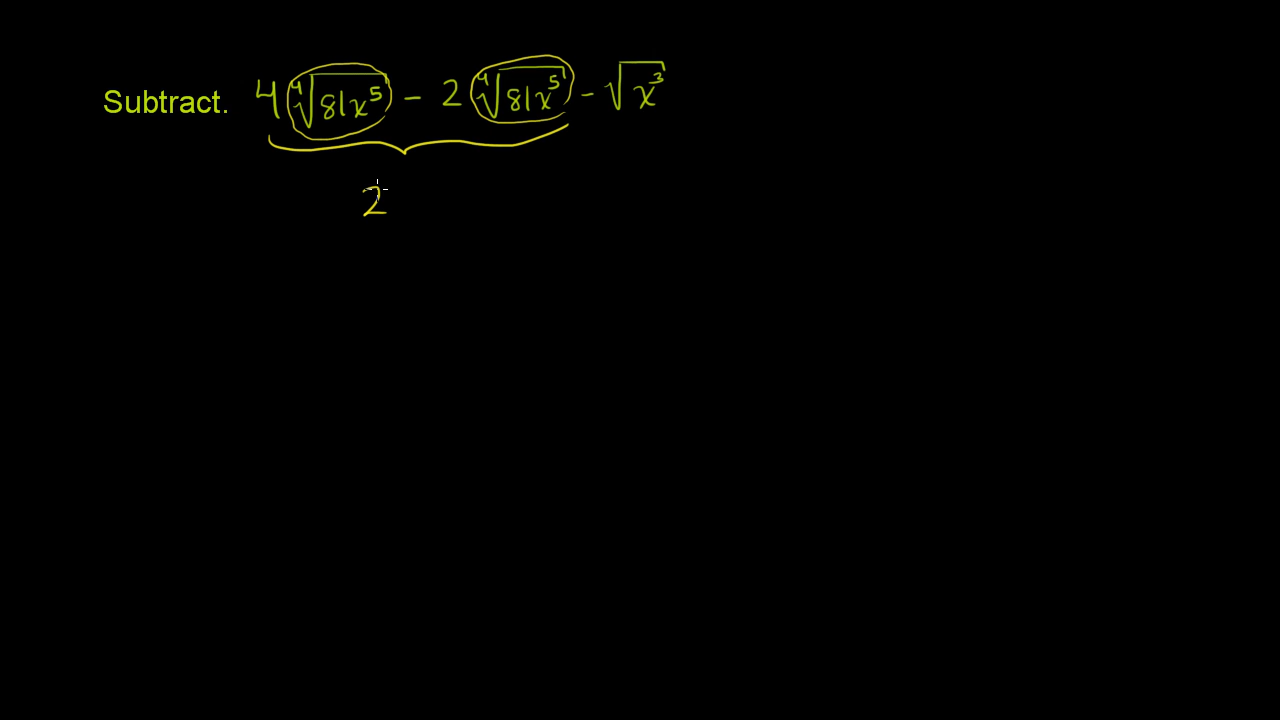 Subtract. 4 ∜(81x⁵) - 2 ∜(81x⁵) - √(x³)
2